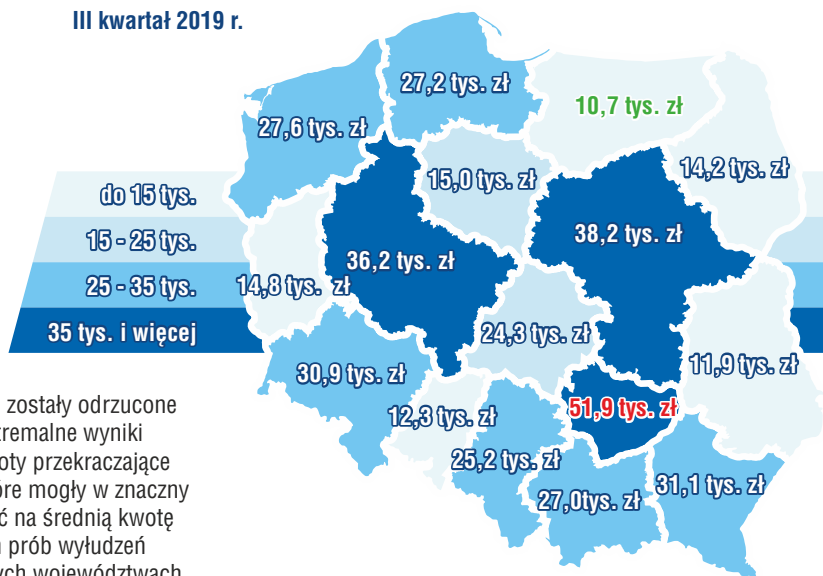 III kwartał 2019 r.
27,2 tys. zł
10,7 tys. zł
27,6 tys. zł
14,2 tys. zł
15,0 tys. zł
do 15 tys.
15 - 25 tys.
25 - 35 tys.
35 tys. i więcej
38,2 tys. zł
36,2 tys. zł
14,8 tys. zł
24,3 tys. zł
11,9 tys. zł
30,9 tys. zł
51,9 tys. zł
12,3 tys. zł
25,2 tys. zł
27,0tys. zł
31,1 tys. zł
zostały odrzucone
tremalne wyniki
oty przekraczające
óre mogły w znaczny
ć na średnią kwotę
prób wyłudzeń
ych województwach